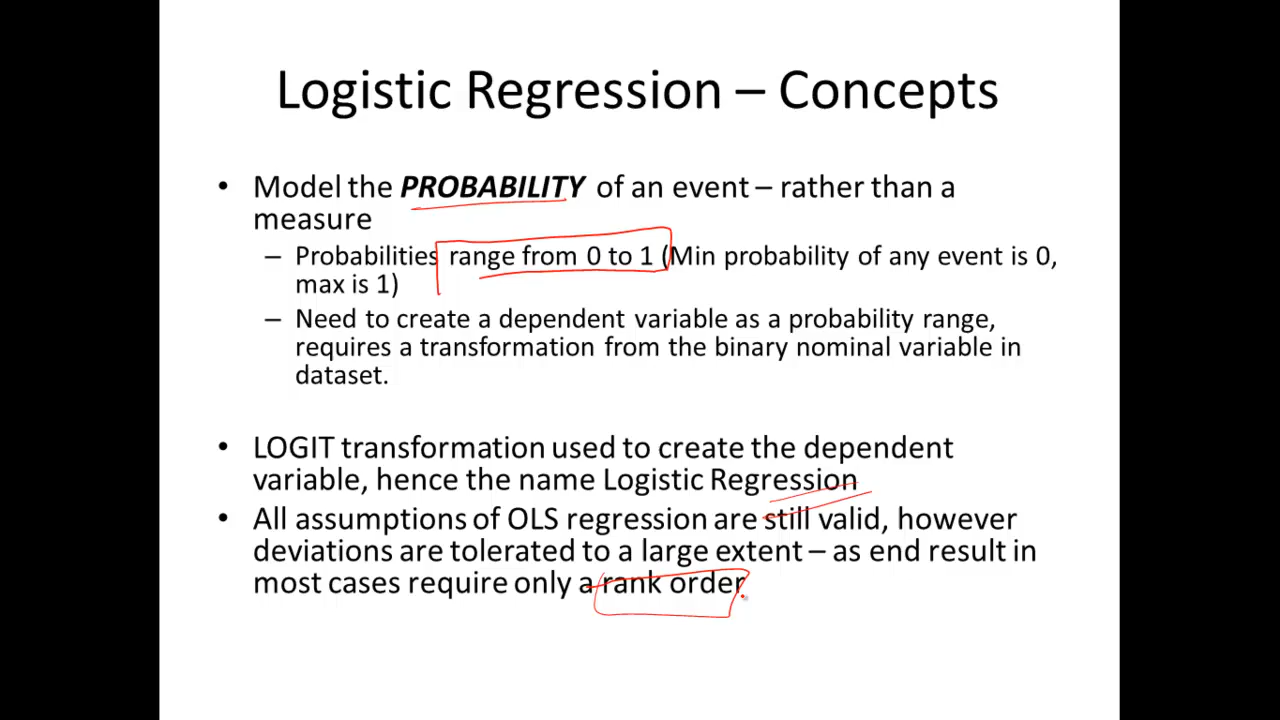 Logistic Regression – Concepts
• Model the PROBABILITY of an event – rather than a
measure
– Probabilities range from 0 to 1 (Min probability of any event is 0,
max is 1)
– Need to create a dependent variable as a probability range,
requires a transformation from the binary nominal variable in
dataset.
• LOGIT transformation used to create the dependent
variable, hence the name Logistic Regression
• All assumptions of OLS regression are still valid, however
deviations are tolerated to a large extent – as end result in
most cases require only a rank order.